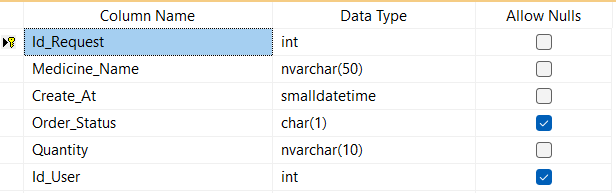 Column Name Data Type Allow Nulls
Id_Request int
Medicine_Name nvarchar(50)
Create_At smalldatetime
Order_Status char(1)
Quantity nvarchar(10)
Id_User int